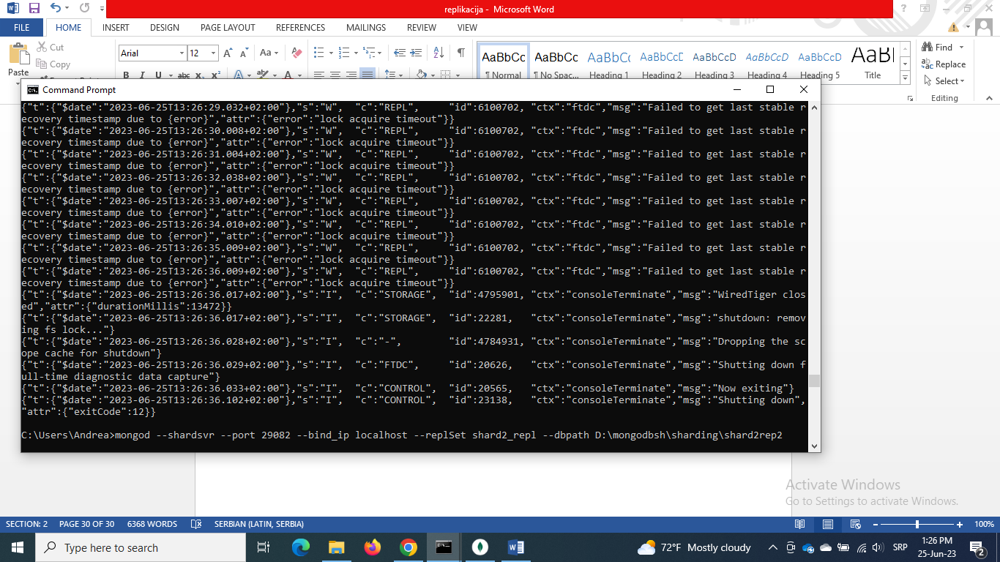 replikacija - Microsoft Word
FILE HOME INSERT DESIGN PAGE LAYOUT REFERENCES MAILINGS REVIEW VIEW
Paste
Cut
Copy
Arial 12
AaBbCc AaBbCc AaBbC AaBbCc AaBbCcD AaBbCcD AaBbCcD AaBb
¶ Normal ¶ No Spac... Heading 1 Heading 2 Heading 3 Heading 4 Heading 5 Title
Find
Replace
Select
Editing
Command Prompt
{"t":{"$date":"2023-06-25T13:26:29.032+02:00"},"s":"W", "c":"REPL", "id":6100702, "ctx":"ftdc","msg":"Failed to get last stable r
ecovery timestamp due to {error}","attr":{"error":"lock acquire timeout"}}
{"t":{"$date":"2023-06-25T13:26:30.008+02:00"},"s":"W", "c":"REPL", "id":6100702, "ctx":"ftdc","msg":"Failed to get last stable r
ecovery timestamp due to {error}","attr":{"error":"lock acquire timeout"}}
{"t":{"$date":"2023-06-25T13:26:31.004+02:00"},"s":"W", "c":"REPL", "id":6100702, "ctx":"ftdc","msg":"Failed to get last stable r
ecovery timestamp due to {error}","attr":{"error":"lock acquire timeout"}}
{"t":{"$date":"2023-06-25T13:26:32.038+02:00"},"s":"W", "c":"REPL", "id":6100702, "ctx":"ftdc","msg":"Failed to get last stable r
ecovery timestamp due to {error}","attr":{"error":"lock acquire timeout"}}
{"t":{"$date":"2023-06-25T13:26:33.007+02:00"},"s":"W", "c":"REPL", "id":6100702, "ctx":"ftdc","msg":"Failed to get last stable r
ecovery timestamp due to {error}","attr":{"error":"lock acquire timeout"}}
{"t":{"$date":"2023-06-25T13:26:34.010+02:00"},"s":"W", "c":"REPL", "id":6100702, "ctx":"ftdc","msg":"Failed to get last stable r
ecovery timestamp due to {error}","attr":{"error":"lock acquire timeout"}}
{"t":{"$date":"2023-06-25T13:26:35.009+02:00"},"s":"W", "c":"REPL", "id":6100702, "ctx":"ftdc","msg":"Failed to get last stable r
ecovery timestamp due to {error}","attr":{"error":"lock acquire timeout"}}
{"t":{"$date":"2023-06-25T13:26:36.009+02:00"},"s":"W", "c":"REPL", "id":6100702, "ctx":"ftdc","msg":"Failed to get last stable r
ecovery timestamp due to {error}","attr":{"error":"lock acquire timeout"}}
{"t":{"$date":"2023-06-25T13:26:36.017+02:00"},"s":"I", "c":"STORAGE", "id":4795901, "ctx":"consoleTerminate","msg":"WiredTiger clos
ed","attr":{"durationMillis":13472}}
{"t":{"$date":"2023-06-25T13:26:36.017+02:00"},"s":"I", "c":"STORAGE", "id":22281, "ctx":"consoleTerminate","msg":"shutdown: remov
ing fs lock..."}
{"t":{"$date":"2023-06-25T13:26:36.028+02:00"},"s":"I", "c":"-", "id":4784931, "ctx":"consoleTerminate","msg":"Dropping the sc
ope cache for shutdown"}
{"t":{"$date":"2023-06-25T13:26:36.029+02:00"},"s":"I", "c":"FTDC", "id":20626, "ctx":"consoleTerminate","msg":"Shutting down f
ull-time diagnostic data capture"}
{"t":{"$date":"2023-06-25T13:26:36.033+02:00"},"s":"I", "c":"CONTROL", "id":20565, "ctx":"consoleTerminate","msg":"Now exiting"}
{"t":{"$date":"2023-06-25T13:26:36.102+02:00"},"s":"I", "c":"CONTROL", "id":23138, "ctx":"consoleTerminate","msg":"Shutting down",
"attr":{"exitCode":12}}
C:\Users\Andrea>mongod --shardsvr --port 29082 --bind_ip localhost --replSet shard2_repl --dbpath D:\mongodbsh\sharding\shard2rep2
Activate Windows
Go to Settings to activate Windows.
SECTION: 2 PAGE 30 OF 30 6368 WORDS SERBIAN (LATIN, SERBIA) 100%
Type here to search
72°F Mostly cloudy
SRP
1:26 PM
25-Jun-23
2